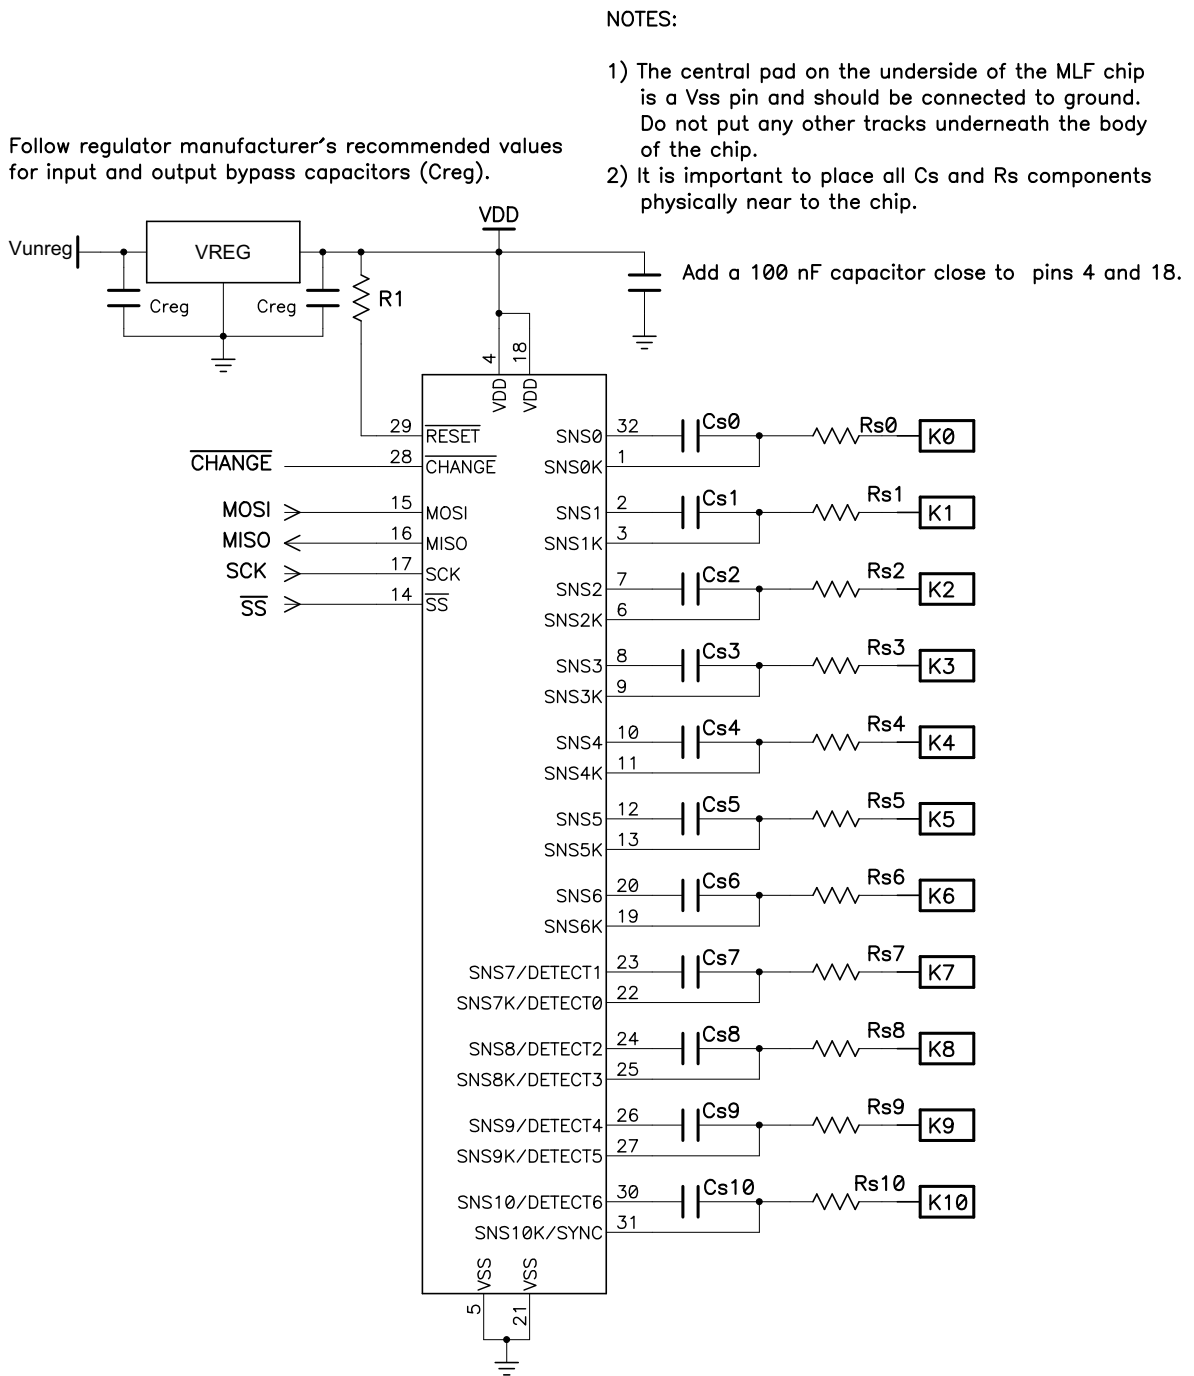 NOTES:
1) The central pad on the underside of the MLF chip
is a Vss pin and should be connected to ground.
Do not put any other tracks underneath the body
of the chip.
2) It is important to place all Cs and Rs components
physically near to the chip.
Follow regulator manufacturer's recommended values
for input and output bypass capacitors (Creg).
VDD
Vunreg
VREG
Creg
Creg
R1
Add a 100 nF capacitor close to pins 4 and 18.
4
18
VDD
VDD
29
RESET
CHANGE
28
CHANGE
MOSI
15
MOSI
MISO
16
MISO
SCK
17
SCK
SS
14
SS
SNS0
32
Cs0
Rs0
K0
SNS0K
1
SNS1
2
Cs1
Rs1
K1
SNS1K
3
SNS2
7
Cs2
Rs2
K2
SNS2K
6
SNS3
8
Cs3
Rs3
K3
SNS3K
9
SNS4
10
Cs4
Rs4
K4
SNS4K
11
SNS5
12
Cs5
Rs5
K5
SNS5K
13
SNS6
20
Cs6
Rs6
K6
SNS6K
19
SNS7/DETECT1
23
Cs7
Rs7
K7
SNS7K/DETECT0
22
SNS8/DETECT2
24
Cs8
Rs8
K8
SNS8K/DETECT3
25
SNS9/DETECT4
26
Cs9
Rs9
K9
SNS9K/DETECT5
27
SNS10/DETECT6
30
Cs10
Rs10
K10
SNS10K/SYNC
31
VSS
VSS
5
21